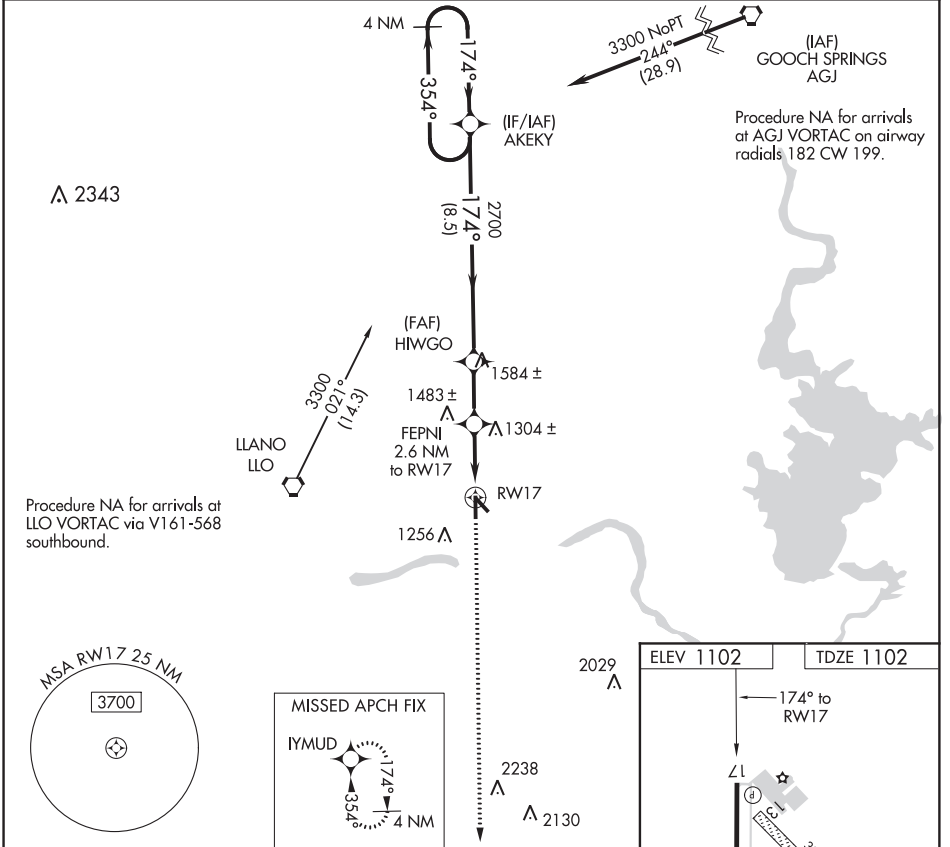 4 NM
174°
354°
(IF/IAF)
AKEKY
3300 NoPT
244°
(28.9)
(IAF)
GOOCH SPRINGS
AGJ
Procedure NA for arrivals
at AGJ VORTAC on airway
radials 182 CW 199.
2343
2700
174°
(8.5)
(FAF)
HIWGO
1584 ±
1483 ±
FEPNI
2.6 NM
to RW17
1304 ±
3300
021°
(14.3)
LLANO
LLO
RW17
Procedure NA for arrivals at
LLO VORTAC via V161-568
southbound.
1256
MSA RW17 25 NM
3700
MISSED APCH FIX
IYMUD
174°
354°
4 NM
2029
2238
2130
ELEV 1102
TDZE 1102
174° to
RW17
17
P
13